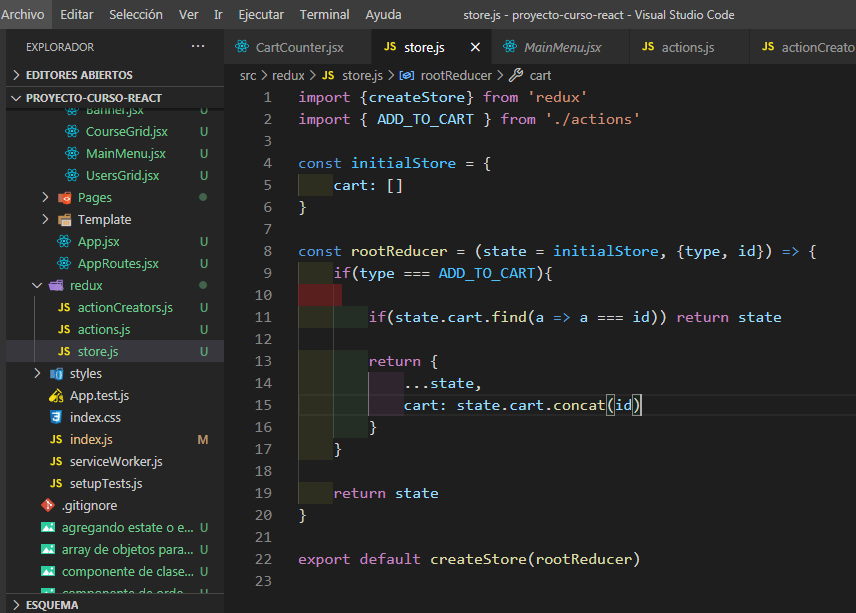 Archivo Editar Selección Ver Ir Ejecutar Terminal Ayuda store.js - proyecto-curso-react - Visual Studio Code
EXPLORADOR ···
EDITORES ABIERTOS
PROYECTO-CURSO-REACT
Banner.jsx U
CourseGrid.jsx U
MainMenu.jsx U
UsersGrid.jsx U
Pages
Template
App.jsx U
AppRoutes.jsx U
redux
JS actionCreators.js U
JS actions.js U
JS store.js U
styles
App.test.js
index.css
JS index.js M
JS serviceWorker.js
JS setupTests.js
.gitignore
agregando estate o e... U
array de objetos para... U
componente de clase... U
componente de orde... U
ESQUEMA
CartCounter.jsx JS store.js × MainMenu.jsx JS actions.js JS actionCreato
src > redux > JS store.js > rootReducer > cart
1 import {createStore} from 'redux'
2 import { ADD_TO_CART } from './actions'
3
4 const initialStore = {
5 cart: []
6 }
7
8 const rootReducer = (state = initialStore, {type, id}) => {
9 if(type === ADD_TO_CART){
10
11 if(state.cart.find(a => a === id)) return state
12
13 return {
14 ...state,
15 cart: state.cart.concat(id)
16 }
17 }
18
19 return state
20 }
21
22 export default createStore(rootReducer)
23